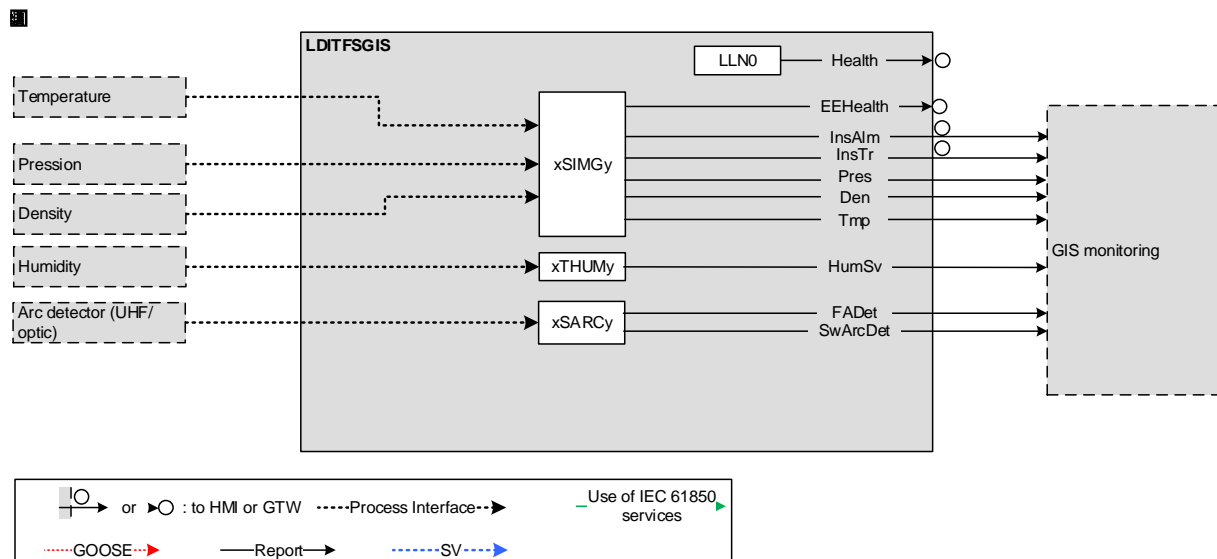 LDITFSGIS
LLN0
Health
Temperature
EEHealth
InsAlm
InsTr
xSIMGy
Pression
Pres
Den
Density
Tmp
GIS monitoring
Humidity
xTHUMy
HumSv
Arc detector (UHF/
optic)
xSARCy
FADet
SwArcDet
or : to HMI or GTW
Process Interface
Use of IEC 61850
services
GOOSE
Report
SV